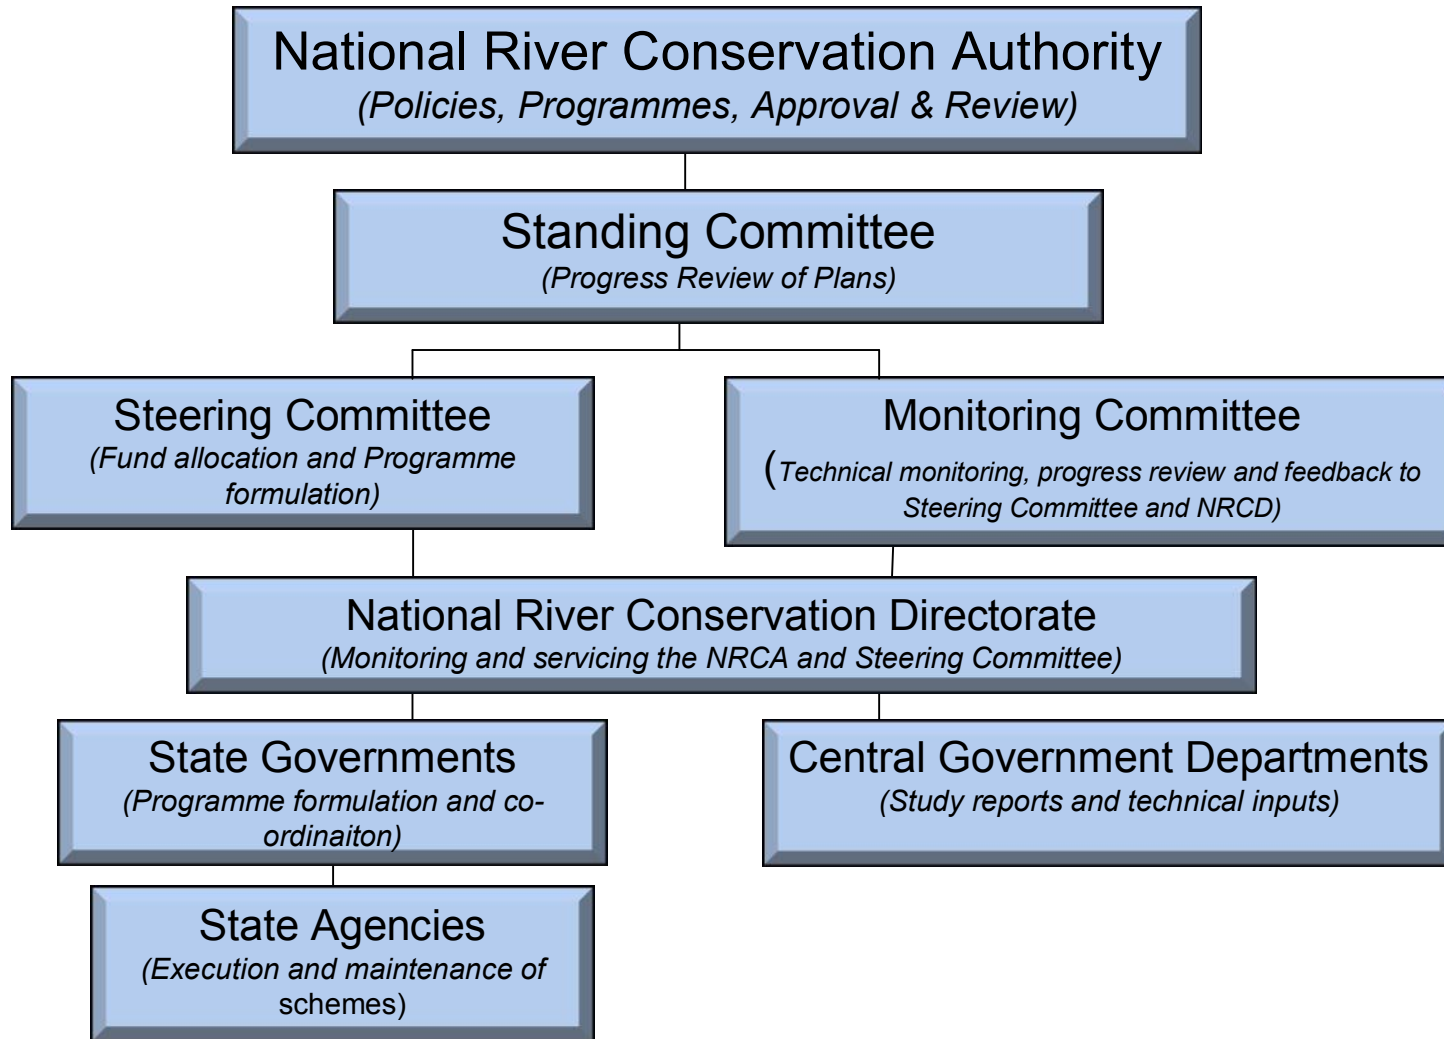 National River Conservation Authority
(Policies, Programmes, Approval & Review)
Standing Committee
(Progress Review of Plans)
Steering Committee
(Fund allocation and Programme
formulation)
Monitoring Committee
(Technical monitoring, progress review and feedback to
Steering Committee and NRCD)
National River Conservation Directorate
(Monitoring and servicing the NRCA and Steering Committee)
State Governments
(Programme formulation and co-
ordinaiton)
Central Government Departments
(Study reports and technical inputs)
State Agencies
(Execution and maintenance of
schemes)